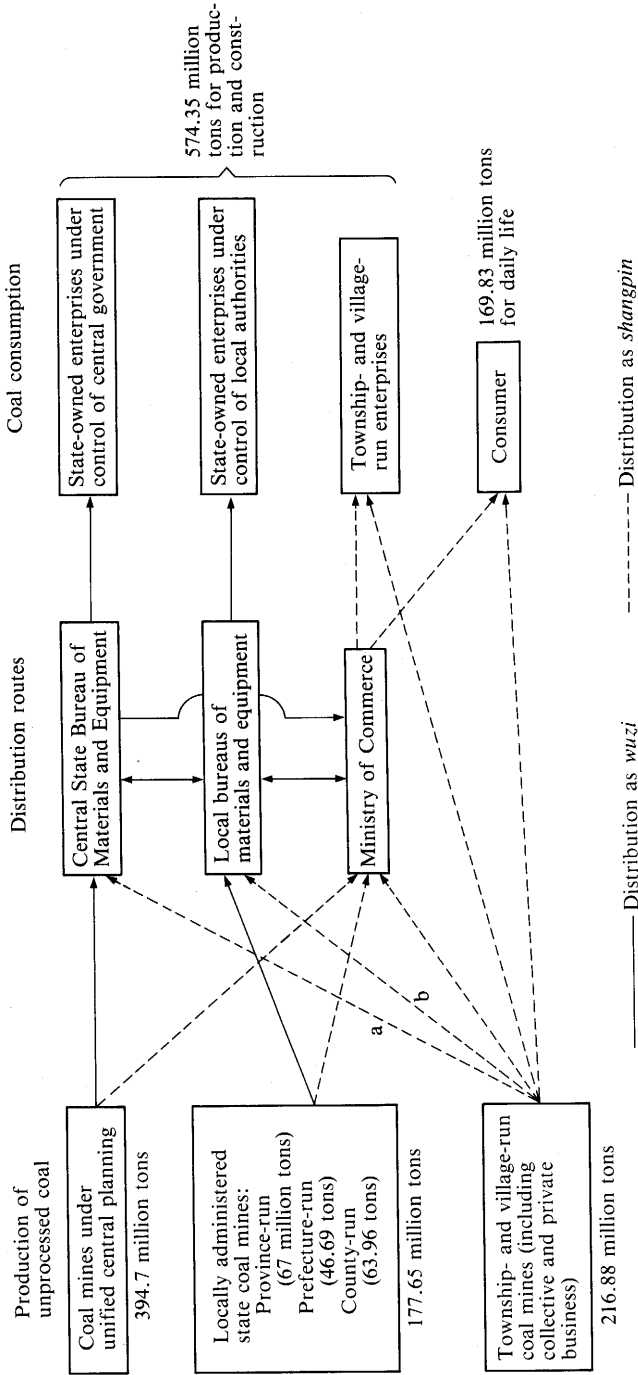 Production of
unprocessed coal
Distribution routes
Coal consumption
Coal mines under
unified central planning
394.7 million tons
Locally administered
state coal mines:
Province-run
(67 million tons)
Prefecture-run
(46.69 tons)
County-run
(63.96 tons)
177.65 million tons
Township- and village-run
coal mines (including
collective and private
business)
216.88 million tons
a
b
Central State Bureau of
Materials and Equipment
Local bureaus of
materials and equipment
Ministry of Commerce
State-owned enterprises under
control of central government
State-owned enterprises under
control of local authorities
Township- and village-
run enterprises
Consumer
574.35 million
tons for produc-
tion and const-
ruction
169.83 million tons
for daily life
Distribution as wuzi
Distribution as shangpin